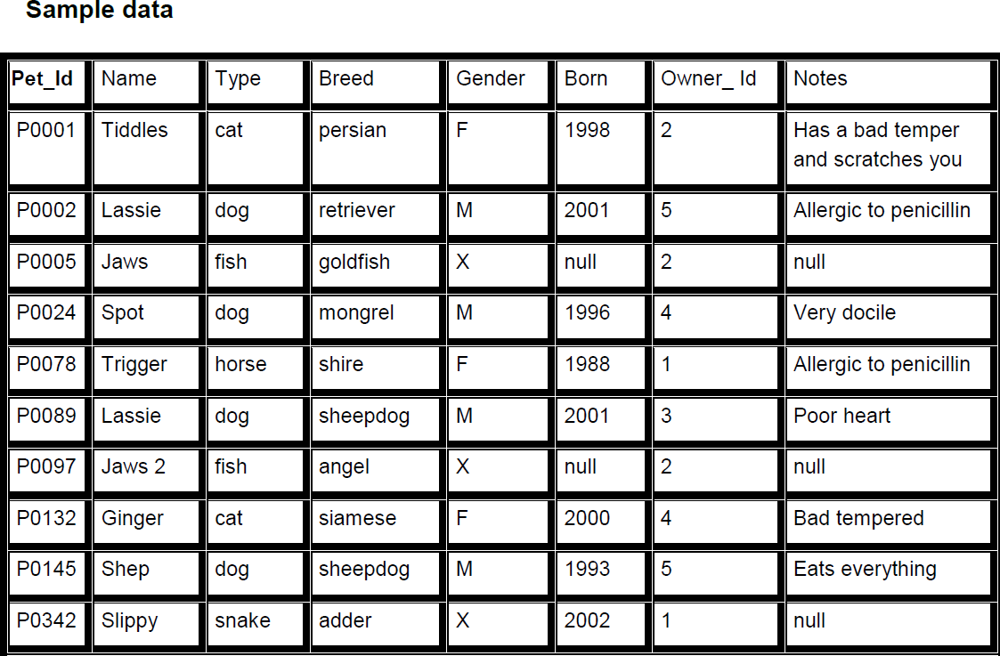 Sample data
Pet_Id Name Type Breed Gender Born Owner_ Id Notes
P0001 Tiddles cat persian F 1998 2 Has a bad temper
and scratches you
P0002 Lassie dog retriever M 2001 5 Allergic to penicillin
P0005 Jaws fish goldfish X null 2 null
P0024 Spot dog mongrel M 1996 4 Very docile
P0078 Trigger horse shire F 1988 1 Allergic to penicillin
P0089 Lassie dog sheepdog M 2001 3 Poor heart
P0097 Jaws 2 fish angel X null 2 null
P0132 Ginger cat siamese F 2000 4 Bad tempered
P0145 Shep dog sheepdog M 1993 5 Eats everything
P0342 Slippy snake adder X 2002 1 null